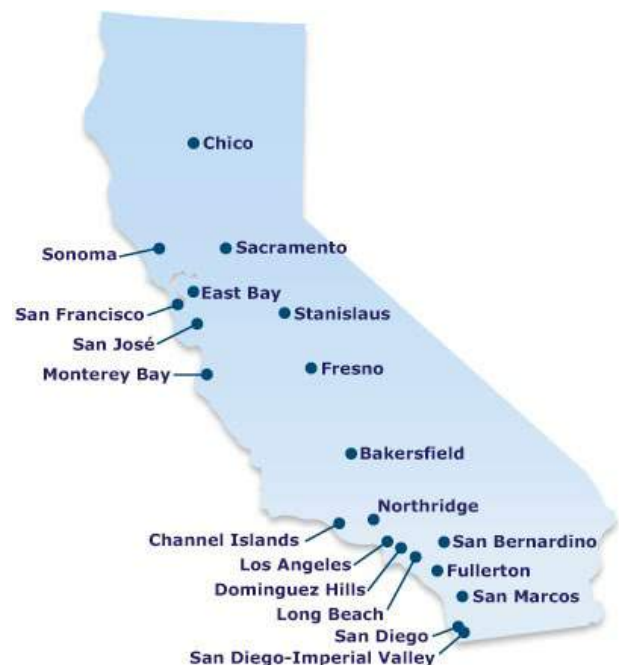 Chico
Sonoma
Sacramento
East Bay
San Francisco
Stanislaus
San José
Monterey Bay
Fresno
Bakersfield
Northridge
Channel Islands
San Bernardino
Los Angeles
Fullerton
Dominguez Hills
San Marcos
Long Beach
San Diego
San Diego-Imperial Valley